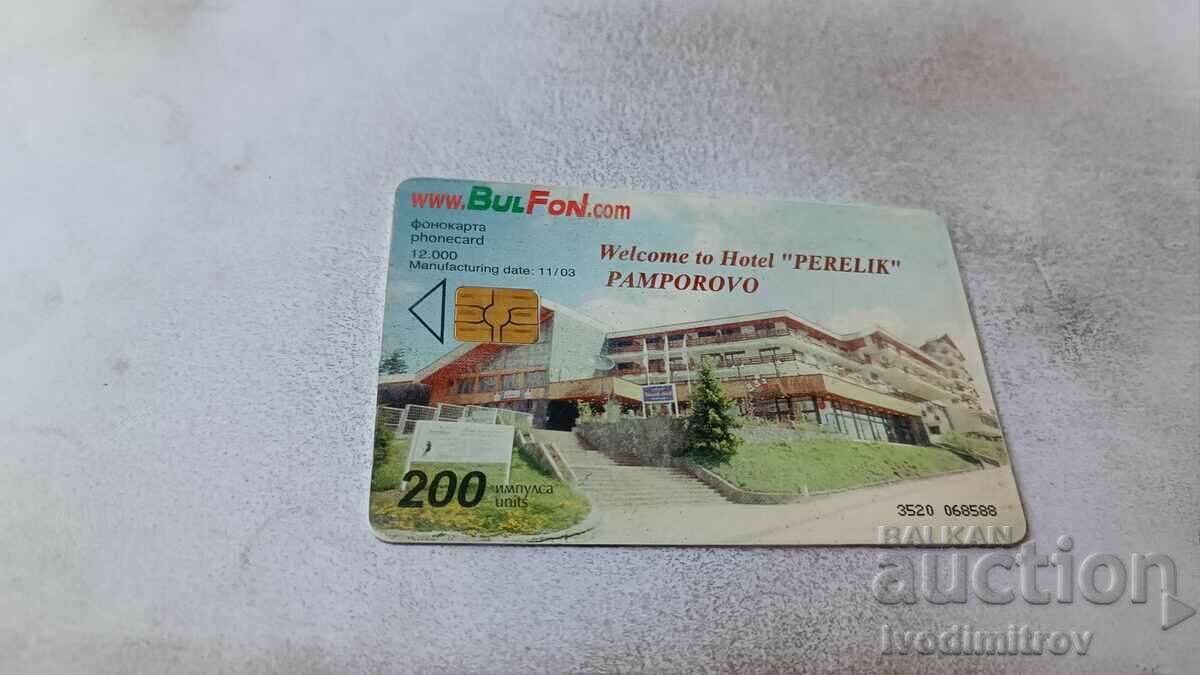 www.BULFON.com
фонокарта
phonecard
12.000
Manufacturing date: 11/03
Welcome to Hotel "PERELIK"
PAMPOROVO
200 импулса
units
3520 068588
BALKAN
auction
ivodimitrov